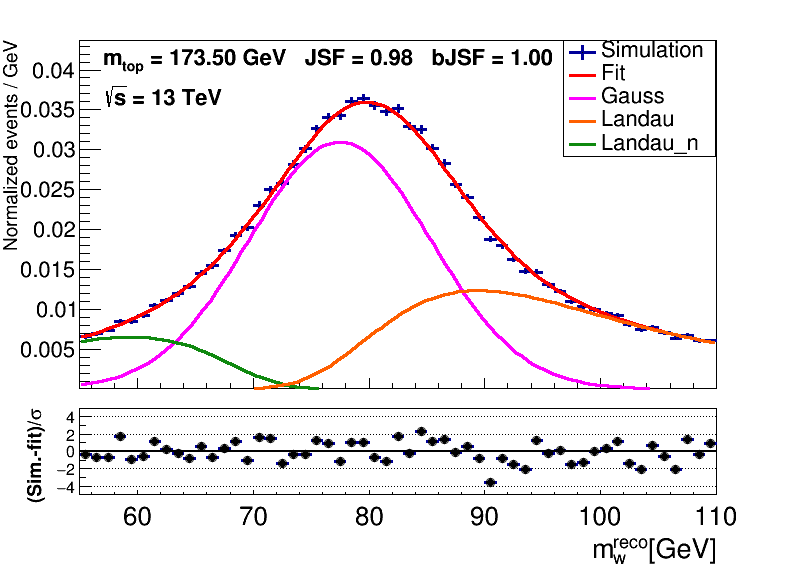 m_top = 173.50 GeV JSF = 0.98 bJSF = 1.00
√s = 13 TeV
Simulation
Fit
Gauss
Landau
Landau_n
Normalized events / GeV
0.04
0.035
0.03
0.025
0.02
0.015
0.01
0.005
(Sim.-fit)/σ
4
2
0
−2
−4
60 70 80 90 100 110
m_w^reco[GeV]